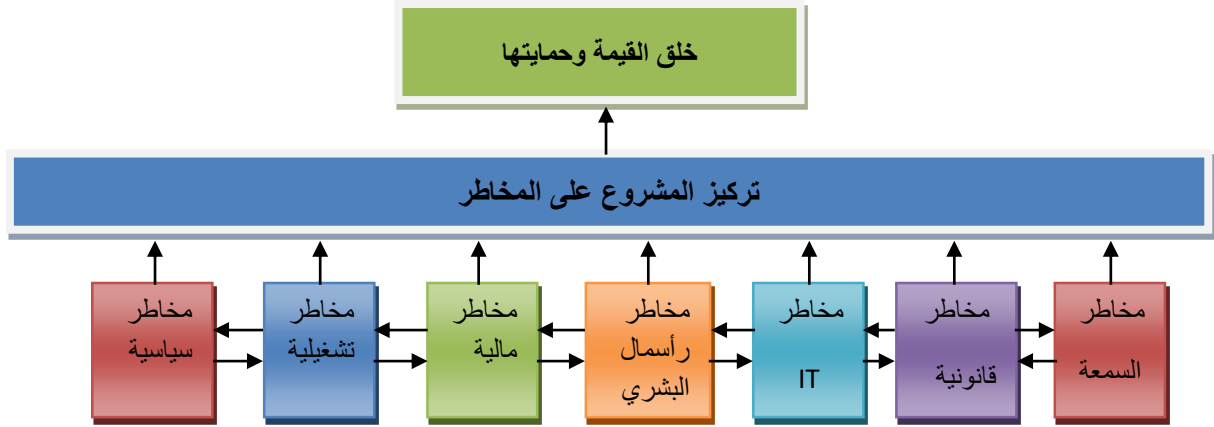 خلق القيمة وحمايتها
تركيز المشروع على المخاطر
مخاطر
السمعة
مخاطر
قانونية
مخاطر
IT
مخاطر
رأسمال
البشري
مخاطر
مالية
مخاطر
تشغيلية
مخاطر
سياسية